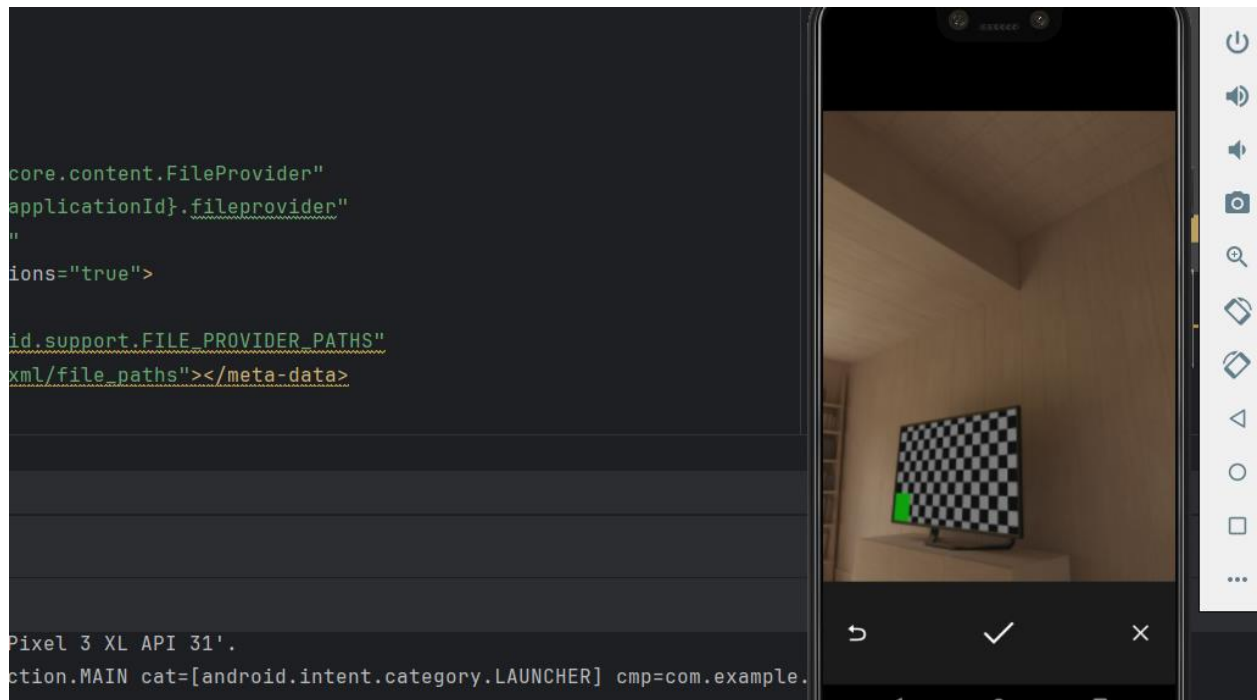 core.content.FileProvider"
applicationId}.fileprovider"
"
ions="true">
id.support.FILE_PROVIDER_PATHS"
xml/file_paths"></meta-data>
Pixel 3 XL API 31'.
ction.MAIN cat=[android.intent.category.LAUNCHER] cmp=com.example.